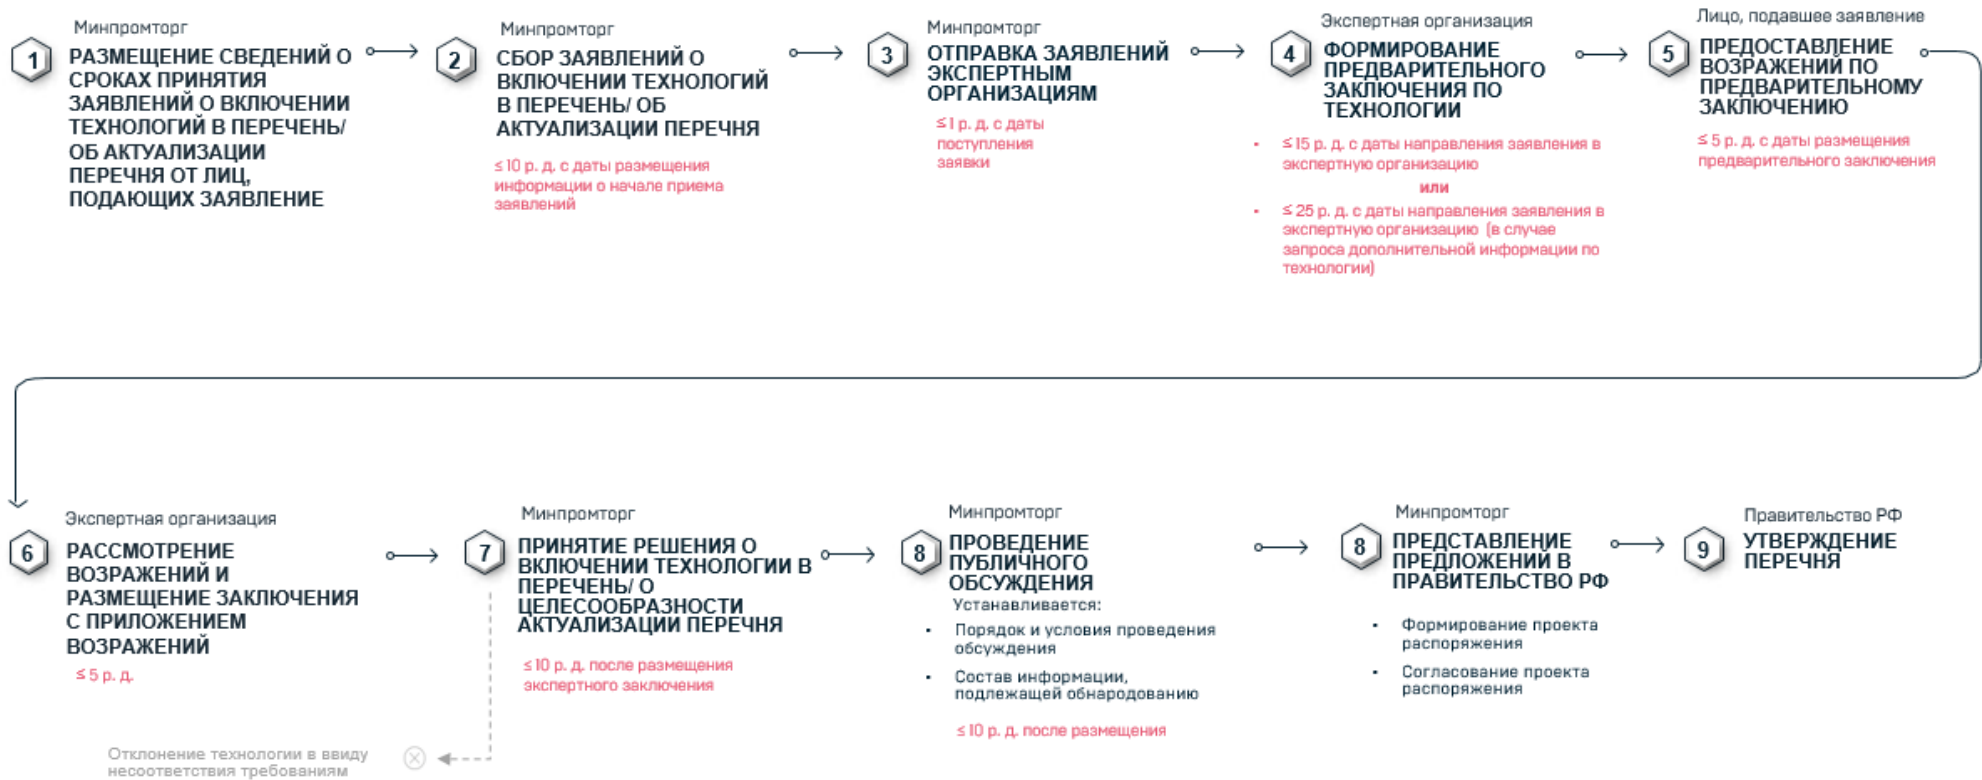 Минпромторг
1
РАЗМЕЩЕНИЕ СВЕДЕНИЙ О
СРОКАХ ПРИНЯТИЯ
ЗАЯВЛЕНИЙ О ВКЛЮЧЕНИИ
ТЕХНОЛОГИЙ В ПЕРЕЧЕНЬ/
ОБ АКТУАЛИЗАЦИИ
ПЕРЕЧНЯ ОТ ЛИЦ,
ПОДАЮЩИХ ЗАЯВЛЕНИЕ
Минпромторг
2
СБОР ЗАЯВЛЕНИЙ О
ВКЛЮЧЕНИИ ТЕХНОЛОГИЙ
В ПЕРЕЧЕНЬ/ ОБ
АКТУАЛИЗАЦИИ ПЕРЕЧНЯ
≤ 10 р. д. с даты размещения
информации о начале приема
заявлений
Минпромторг
3
ОТПРАВКА ЗАЯВЛЕНИЙ
ЭКСПЕРТНЫМ
ОРГАНИЗАЦИЯМ
≤ 1 р. д. с даты
поступления
заявки
Экспертная организация
4
ФОРМИРОВАНИЕ
ПРЕДВАРИТЕЛЬНОГО
ЗАКЛЮЧЕНИЯ ПО
ТЕХНОЛОГИИ
• ≤ 15 р. д. с даты направления заявления в
экспертную организацию
или
• ≤ 25 р. д. с даты направления заявления в
экспертную организацию (в случае
запроса дополнительной информации по
технологии)
Лицо, подавшее заявление
5
ПРЕДОСТАВЛЕНИЕ
ВОЗРАЖЕНИЙ ПО
ПРЕДВАРИТЕЛЬНОМУ
ЗАКЛЮЧЕНИЮ
≤ 5 р. д. с даты размещения
предварительного заключения
Экспертная организация
6
РАССМОТРЕНИЕ
ВОЗРАЖЕНИЙ И
РАЗМЕЩЕНИЕ ЗАКЛЮЧЕНИЯ
С ПРИЛОЖЕНИЕМ
ВОЗРАЖЕНИЙ
≤ 5 р. д.
Минпромторг
7
ПРИНЯТИЕ РЕШЕНИЯ О
ВКЛЮЧЕНИИ ТЕХНОЛОГИИ В
ПЕРЕЧЕНЬ/ О
ЦЕЛЕСООБРАЗНОСТИ
АКТУАЛИЗАЦИИ ПЕРЕЧНЯ
≤ 10 р. д. после размещения
экспертного заключения
Отклонение технологии в ввиду
несоответствия требованиям
Минпромторг
8
ПРОВЕДЕНИЕ
ПУБЛИЧНОГО
ОБСУЖДЕНИЯ
Устанавливается:
• Порядок и условия проведения
обсуждения
• Состав информации,
подлежащей обнародованию
≤ 10 р. д. после размещения
Минпромторг
8
ПРЕДСТАВЛЕНИЕ
ПРЕДЛОЖЕНИЙ В
ПРАВИТЕЛЬСТВО РФ
• Формирование проекта
распоряжения
• Согласование проекта
распоряжения
Правительство РФ
9
УТВЕРЖДЕНИЕ
ПЕРЕЧНЯ